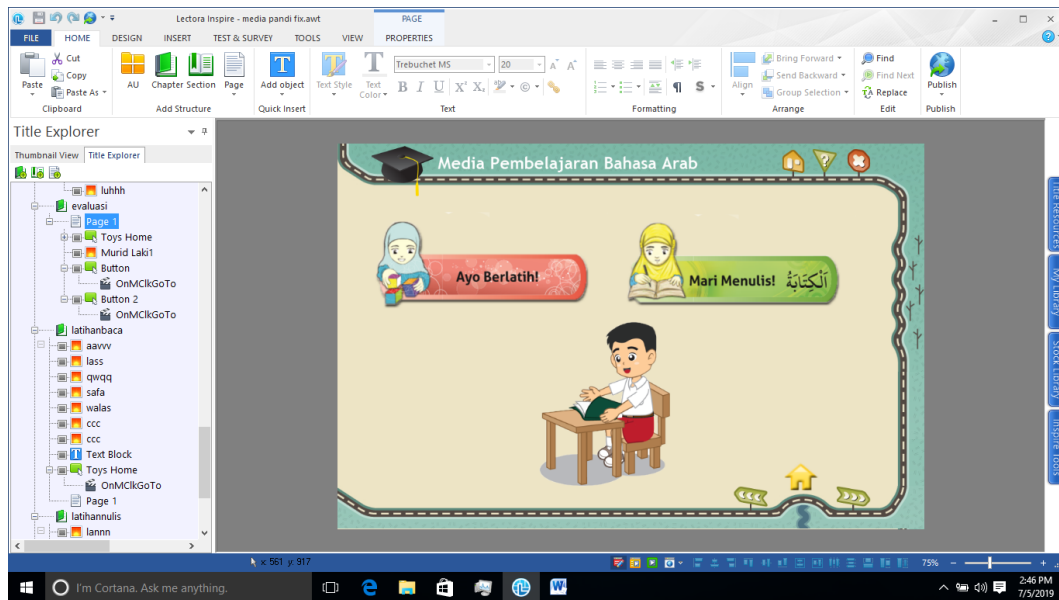 Lectora Inspire - media pandi fix.awt
PAGE
FILE HOME DESIGN INSERT TEST & SURVEY TOOLS VIEW PROPERTIES
Paste
Cut
Copy
Paste As
Clipboard
AU
Chapter
Section
Page
Add Structure
Add object
Quick Insert
Text Style
Text Color
Trebuchet MS
20
B I U X² X₂
Text
Formatting
Align
Bring Forward
Send Backward
Group Selection
Arrange
Find
Find Next
Replace
Edit
Publish
Publish
Title Explorer
Thumbnail View
Title Explorer
luhhh
evaluasi
Page 1
Toys Home
Murid Laki1
Button
OnMClkGoTo
Button 2
OnMClkGoTo
latihanbaca
aavvv
lass
qwqq
safa
walas
ccc
ccc
Text Block
Toys Home
OnMClkGoTo
Page 1
latihannulis
lannn
Media Pembelajaran Bahasa Arab
Ayo Berlatih!
Mari Menulis! اَلْكِتَابَةُ
Title Resources
My Library
Stock Library
Inspire Tools
x: 561 y: 917
75%
I'm Cortana. Ask me anything.
2:46 PM
7/5/2019